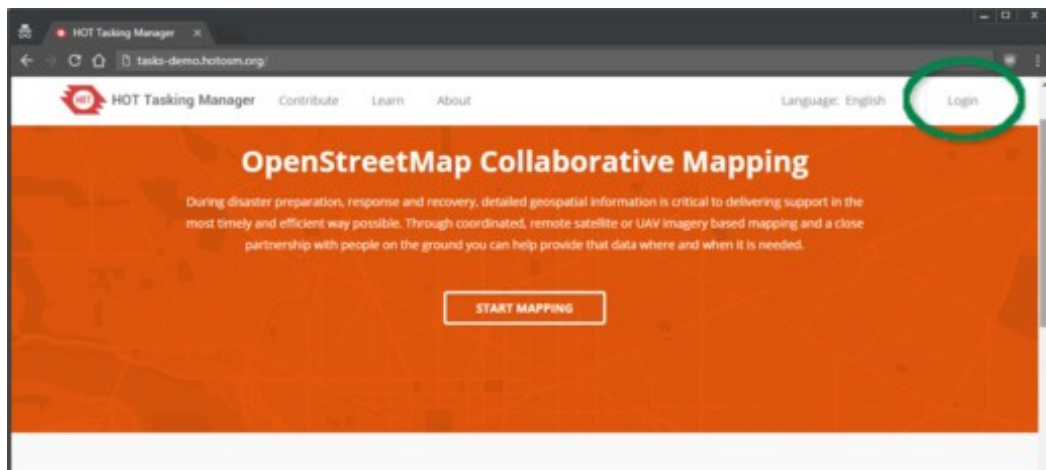 HOT Tasking Manager
tasks-demo.hotosm.org/
HOT HOT Tasking Manager Contribute Learn About Language: English Login
OpenStreetMap Collaborative Mapping
During disaster preparation, response and recovery, detailed geospatial information is critical to delivering support in the
most timely and efficient way possible. Through coordinated, remote satellite or UAV imagery based mapping and a close
partnership with people on the ground you can help provide that data where and when it is needed.
START MAPPING